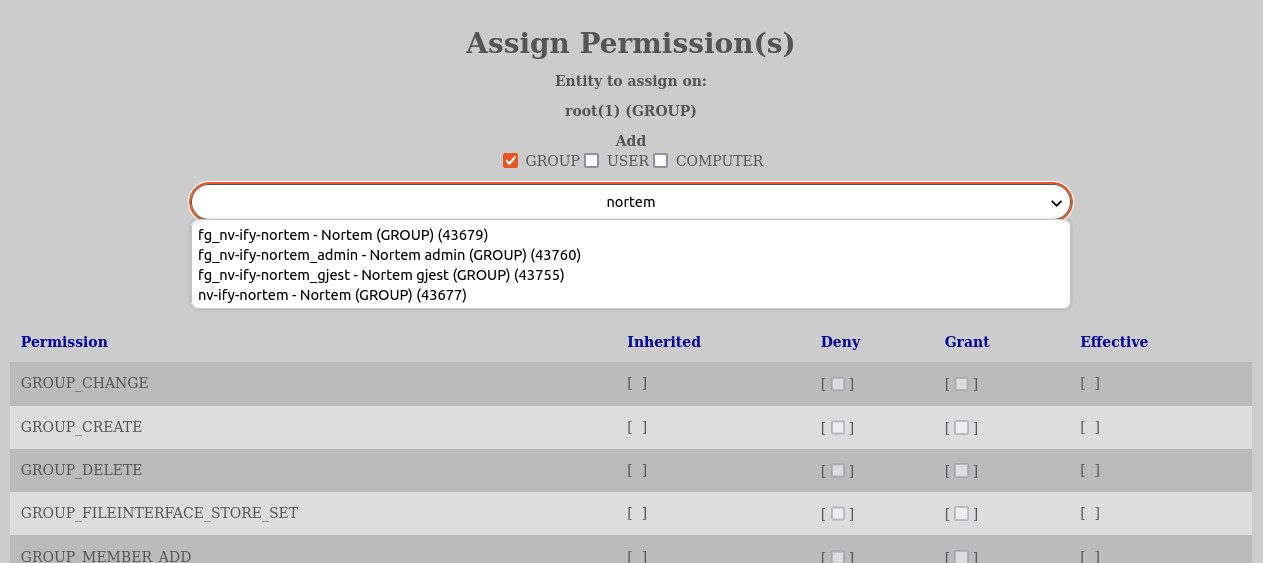 Assign Permission(s)
Entity to assign on:
root(1) (GROUP)
Add
GROUP USER COMPUTER
nortem
fg_nv-ify-nortem - Nortem (GROUP) (43679)
fg_nv-ify-nortem_admin - Nortem admin (GROUP) (43760)
fg_nv-ify-nortem_gjest - Nortem gjest (GROUP) (43755)
nv-ify-nortem - Nortem (GROUP) (43677)
Permission Inherited Deny Grant Effective
GROUP_CHANGE [ ] [ ] [ ] [ ]
GROUP_CREATE [ ] [ ] [ ] [ ]
GROUP_DELETE [ ] [ ] [ ] [ ]
GROUP_FILEINTERFACE_STORE_SET [ ] [ ] [ ] [ ]
GROUP_MEMBER_ADD [ ] [ ] [ ] [ ]